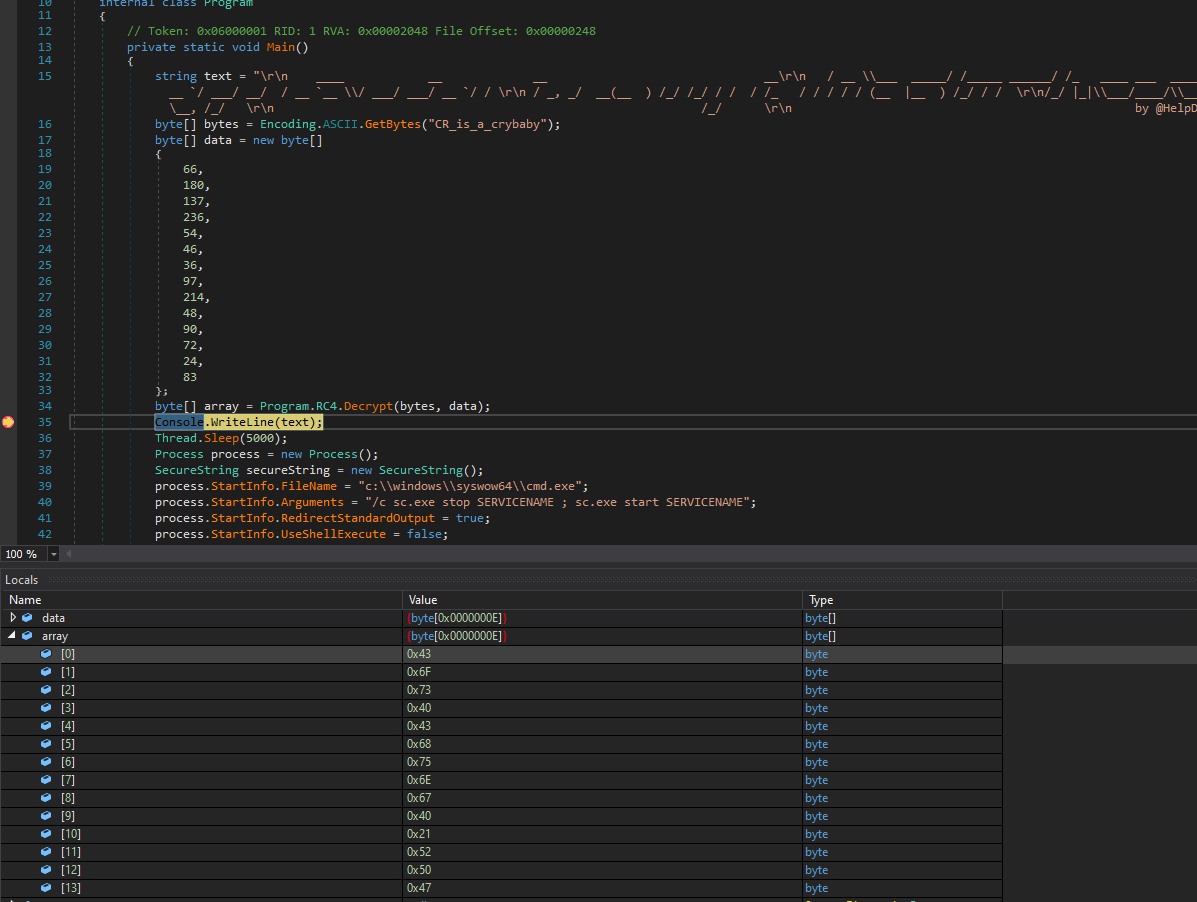 10 internal class Program
11 {
12 // Token: 0x06000001 RID: 1 RVA: 0x00002048 File Offset: 0x00000248
13 private static void Main()
14 {
15 string text = "\r\n    ____            __            __                              __\r\n   / __ \\___  _____/ /_____ ______/ /_   ____ ___  ____
__ `/ ___/ __/  / __ `__ \\/ ___/ ___/ __ `/ / \r\n / _, _/  __(__  ) /_/ /_/ / /  / /_   / / / / / (__  |__  ) /_/ / /  \r\n/_/ |_|\\___/____/\\__
\\__, /_/   \r\n                                                          /_/      \r\n                                              by @HelpD
16 byte[] bytes = Encoding.ASCII.GetBytes("CR_is_a_crybaby");
17 byte[] data = new byte[]
18 {
19 66,
20 180,
21 137,
22 236,
23 54,
24 46,
25 36,
26 97,
27 214,
28 48,
29 90,
30 72,
31 24,
32 83
33 };
34 byte[] array = Program.RC4.Decrypt(bytes, data);
35 Console.WriteLine(text);
36 Thread.Sleep(5000);
37 Process process = new Process();
38 SecureString secureString = new SecureString();
39 process.StartInfo.FileName = "c:\\windows\\syswow64\\cmd.exe";
40 process.StartInfo.Arguments = "/c sc.exe stop SERVICENAME ; sc.exe start SERVICENAME";
41 process.StartInfo.RedirectStandardOutput = true;
42 process.StartInfo.UseShellExecute = false;
100 %
Locals
Name Value Type
data {byte[0x0000000E]} byte[]
array {byte[0x0000000E]} byte[]
[0] 0x43 byte
[1] 0x6F byte
[2] 0x73 byte
[3] 0x40 byte
[4] 0x43 byte
[5] 0x68 byte
[6] 0x75 byte
[7] 0x6E byte
[8] 0x67 byte
[9] 0x40 byte
[10] 0x21 byte
[11] 0x52 byte
[12] 0x50 byte
[13] 0x47 byte